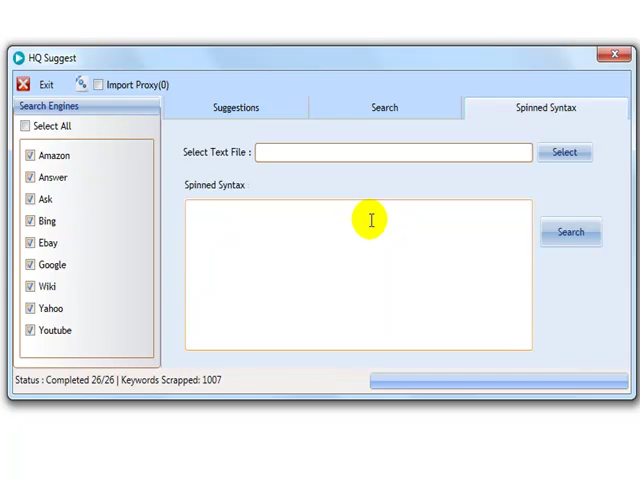 HQ Suggest
Exit
Import Proxy(0)
Search Engines
Suggestions
Search
Spinned Syntax
Select All
Amazon
Answer
Ask
Bing
Ebay
Google
Wiki
Yahoo
Youtube
Select Text File :
Select
Spinned Syntax
Search
Status : Completed 26/26 | Keywords Scrapped: 1007